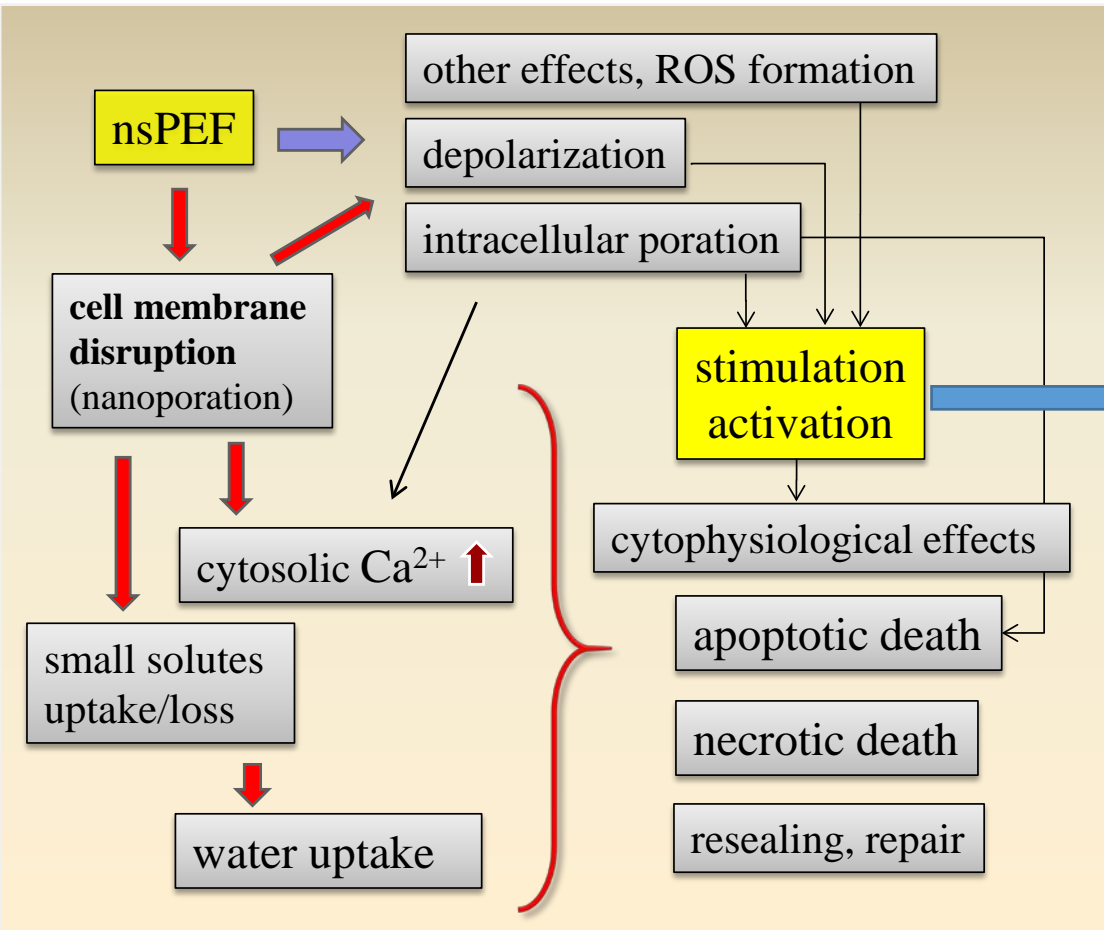 other effects, ROS formation
nsPEF
depolarization
intracellular poration
cell membrane
disruption
(nanoporation)
stimulation
activation
cytosolic Ca²⁺
cytophysiological effects
small solutes
uptake/loss
apoptotic death
necrotic death
water uptake
resealing, repair